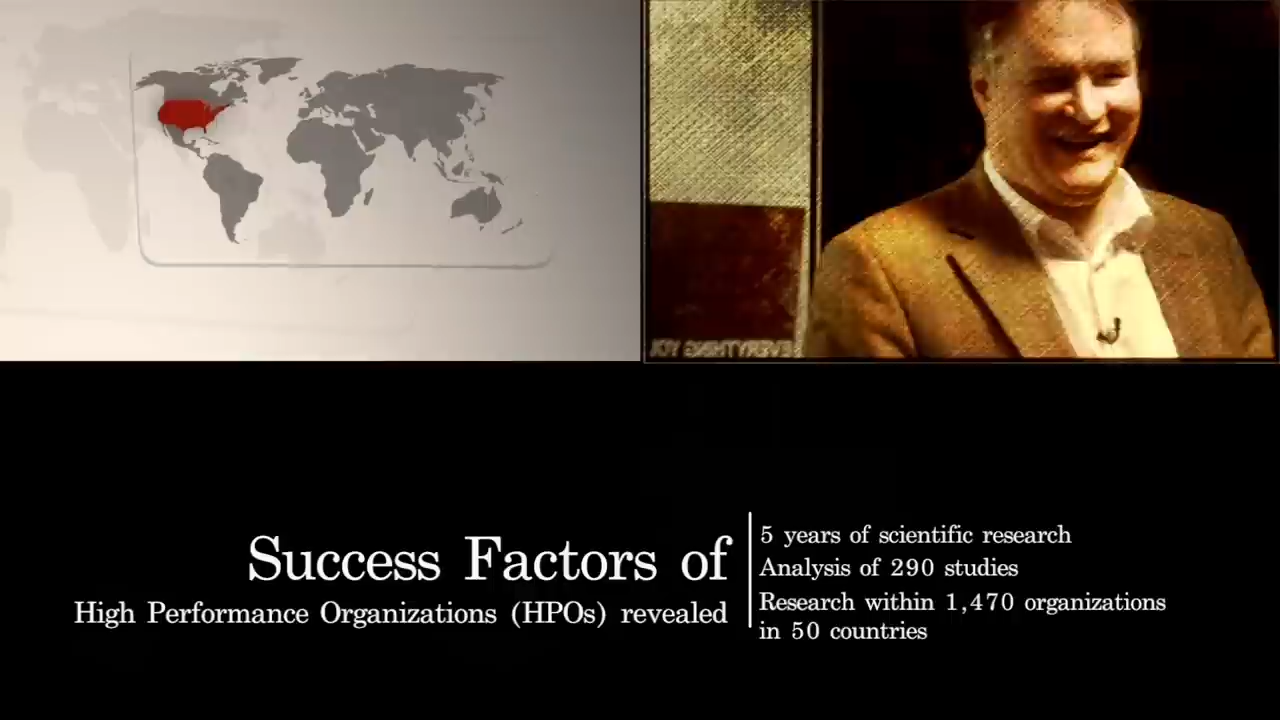 Success Factors of
High Performance Organizations (HPOs) revealed
5 years of scientific research
Analysis of 290 studies
Research within 1,470 organizations
in 50 countries